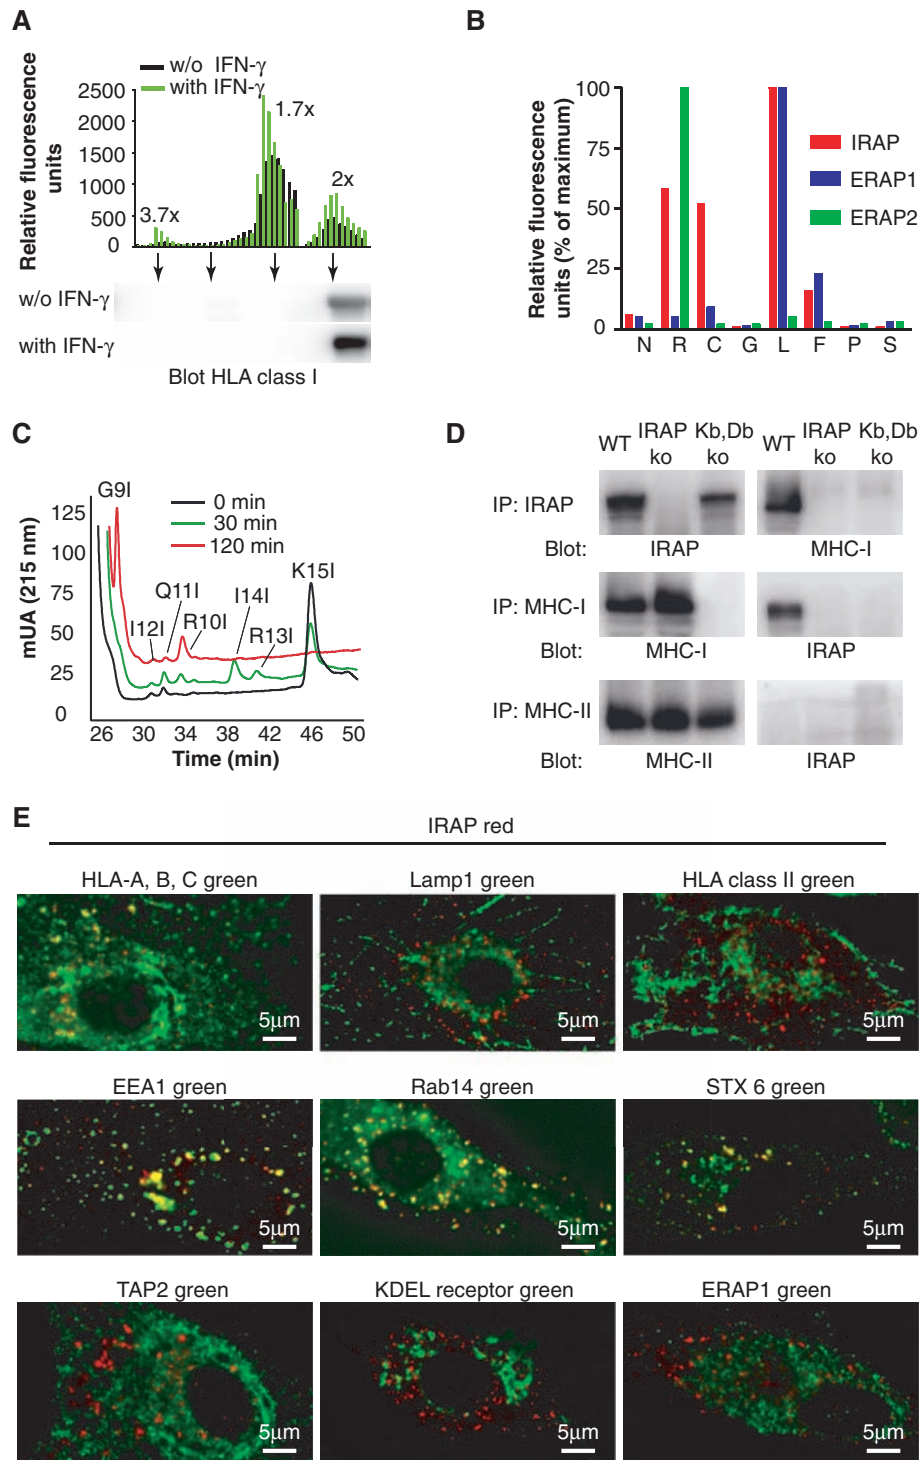 A
w/o IFN-γ
with IFN-γ
Relative fluorescence
units
2500
2000
1500
1000
500
0
3.7x
1.7x
2x
w/o IFN-γ
with IFN-γ
Blot HLA class I
B
Relative fluorescence
units (% of maximum)
100
75
50
25
0
IRAP
ERAP1
ERAP2
N R C G L F P S
C
G9I
0 min
30 min
120 min
mUA (215 nm)
125
100
75
50
25
0
I12I
Q11I
R10I
I14I
R13I
K15I
26 30 34 38 42 46 50
Time (min)
D
WT IRAP ko Kb,Db ko WT IRAP ko Kb,Db ko
IP: IRAP
Blot: IRAP MHC-I
IP: MHC-I
Blot: MHC-I IRAP
IP: MHC-II
Blot: MHC-II IRAP
E
IRAP red
HLA-A, B, C green Lamp1 green HLA class II green
5µm 5µm 5µm
EEA1 green Rab14 green STX 6 green
5µm 5µm 5µm
TAP2 green KDEL receptor green ERAP1 green
5µm 5µm 5µm